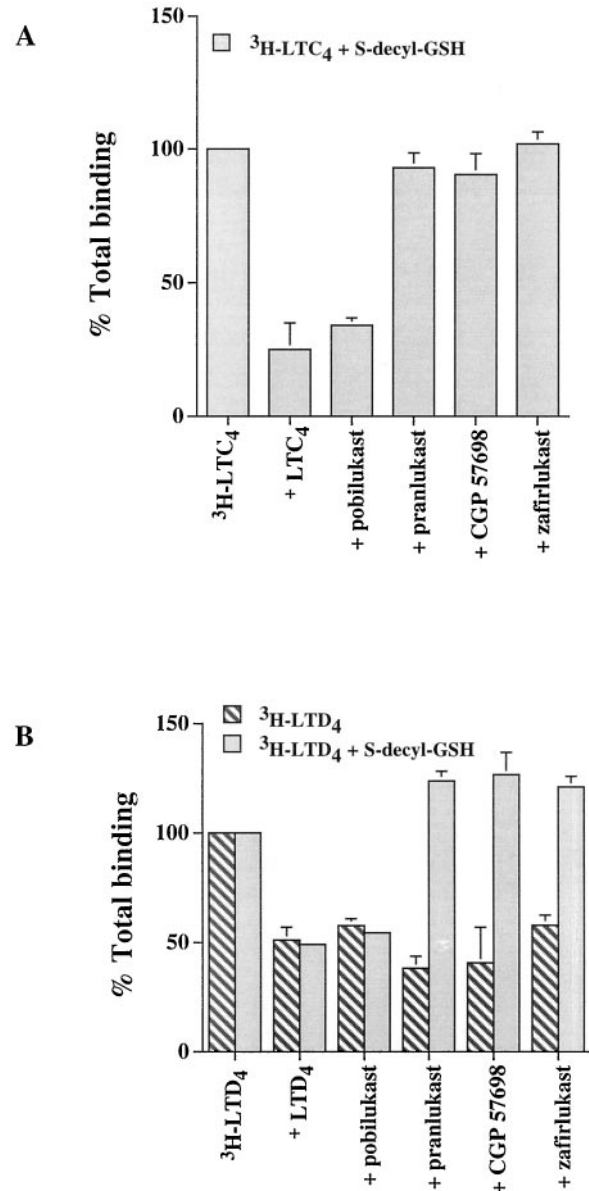 A
³H-LTC₄ + S-decyl-GSH
150
100
50
0
% Total binding
³H-LTC₄
+ LTC₄
+ pobilukast
+ pranlukast
+ CGP 57698
+ zafirlukast
B
³H-LTD₄
³H-LTD₄ + S-decyl-GSH
150
100
50
0
% Total binding
³H-LTD₄
+ LTD₄
+ pobilukast
+ pranlukast
+ CGP 57698
+ zafirlukast